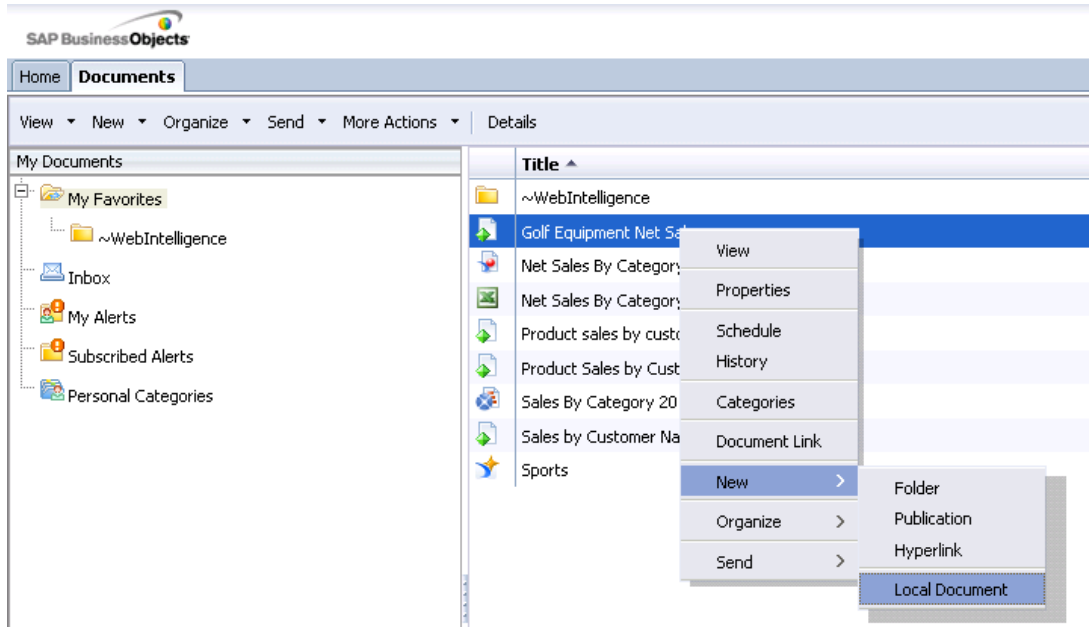 SAP BusinessObjects
Home Documents
View New Organize Send More Actions Details
My Documents
My Favorites
~WebIntelligence
Inbox
My Alerts
Subscribed Alerts
Personal Categories
Title
~WebIntelligence
Golf Equipment Net
Net Sales By Category
Net Sales By Category
Product sales by
Product Sales by Cust
Sales By Category 20
Sales by Customer Na
Sports
View
Properties
Schedule
History
Categories
Document Link
New
Organize
Send
Folder
Publication
Hyperlink
Local Document